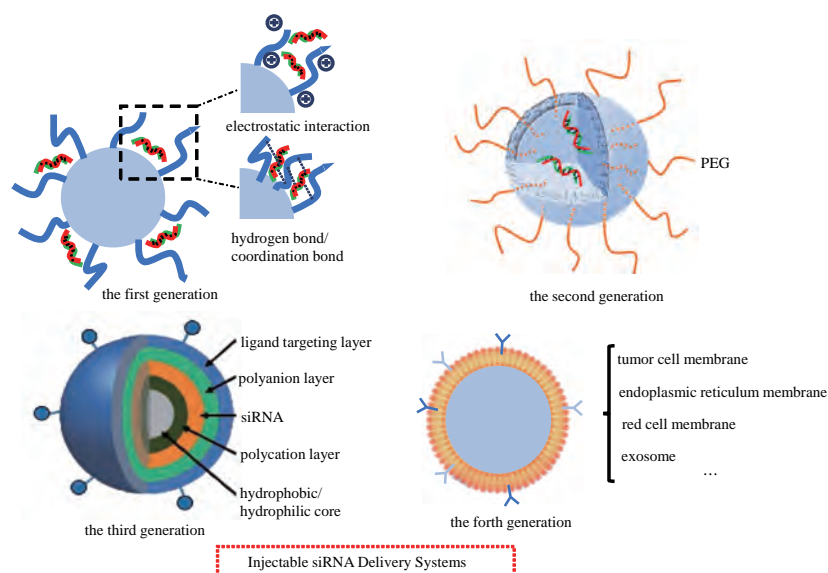 electrostatic interaction
hydrogen bond/
coordination bond
the first generation
PEG
the second generation
ligand targeting layer
polyanion layer
siRNA
polycation layer
hydrophobic/
hydrophilic core
the third generation
tumor cell membrane
endoplasmic reticulum membrane
red cell membrane
exosome
...
the forth generation
Injectable siRNA Delivery Systems